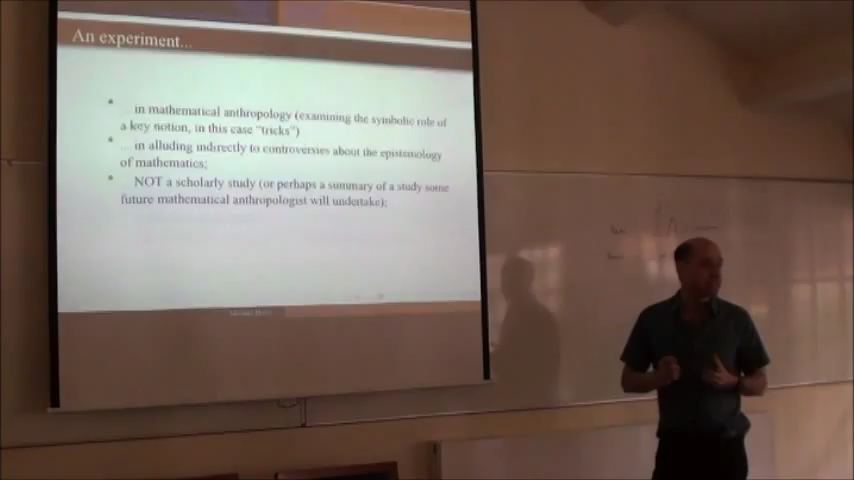 An experiment...
in mathematical anthropology (examining the symbolic role of
a key notion, in this case "tricks")
... in alluding indirectly to controversies about the epistemology
of mathematics;
NOT a scholarly study (or perhaps a summary of a study some
future mathematical anthropologist will undertake);